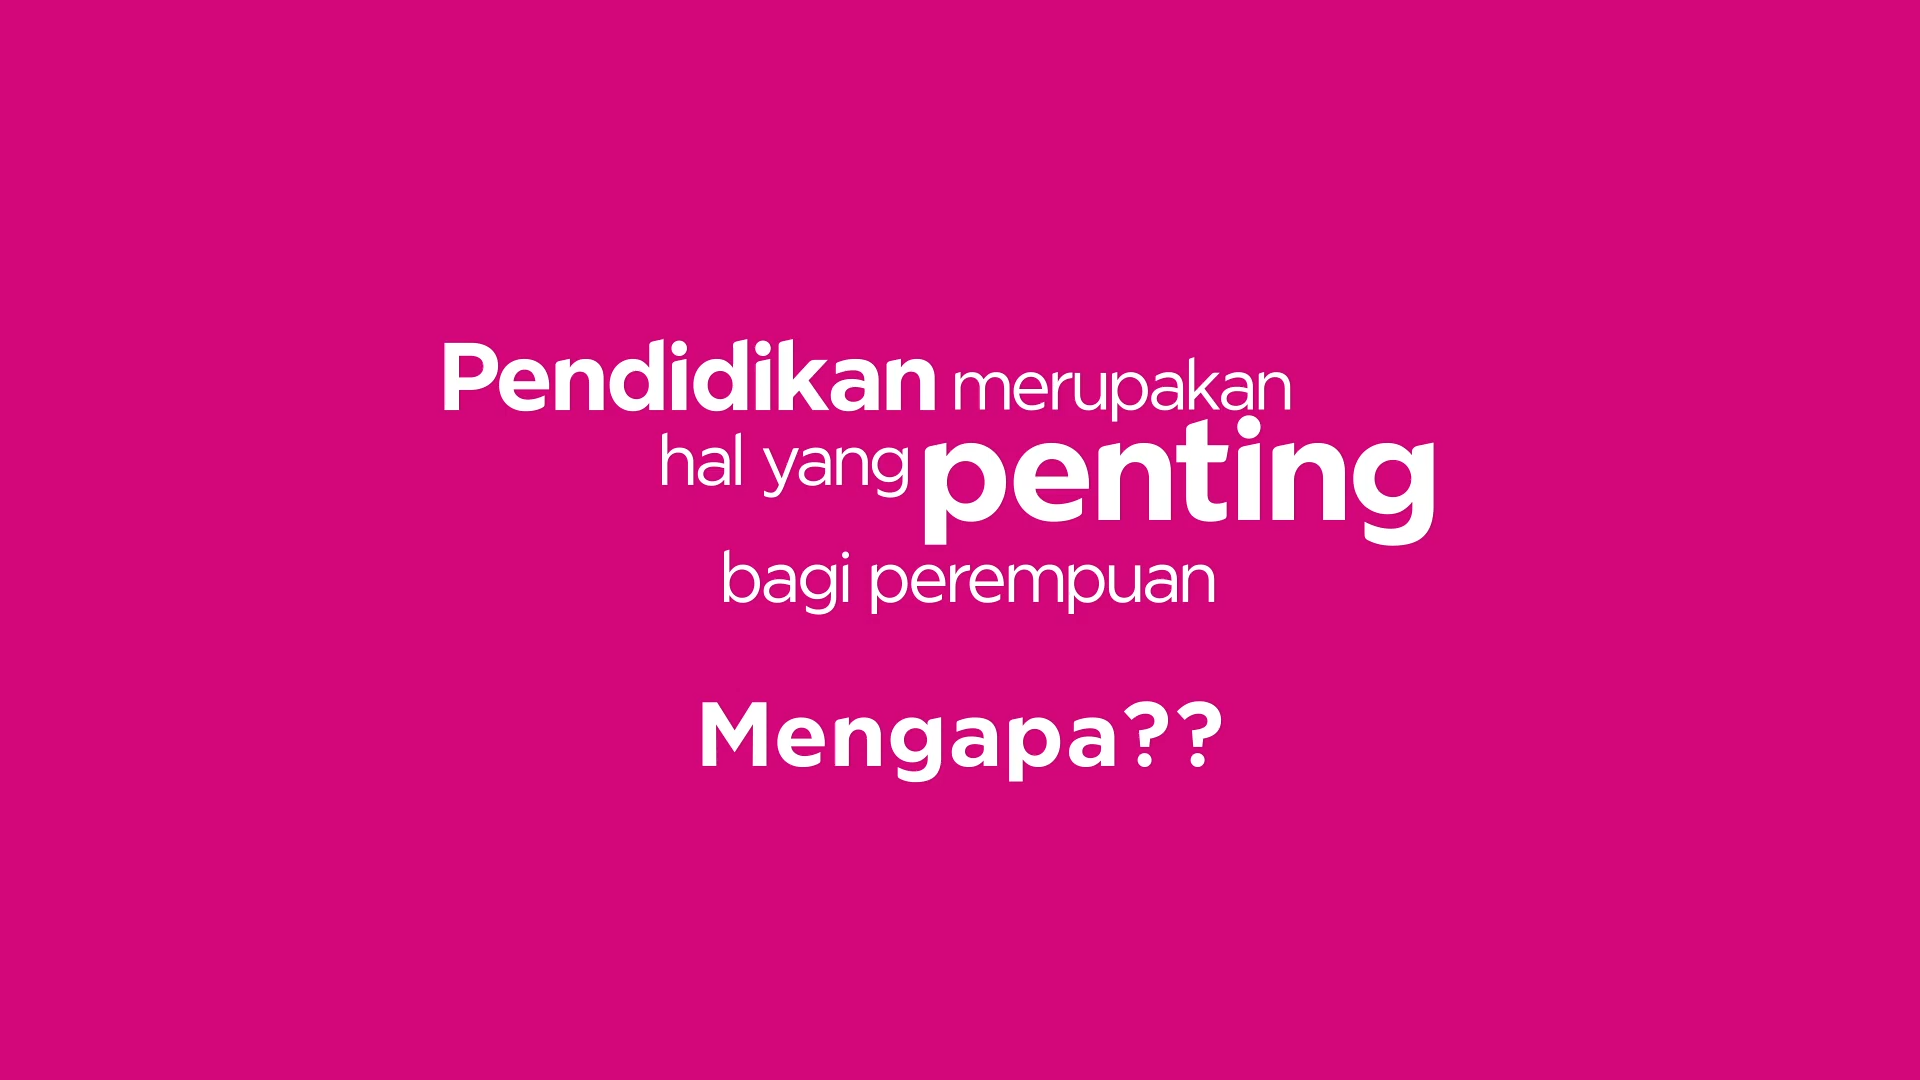 Pendidikan merupakan
hal yang penting
bagi perempuan
Mengapa??